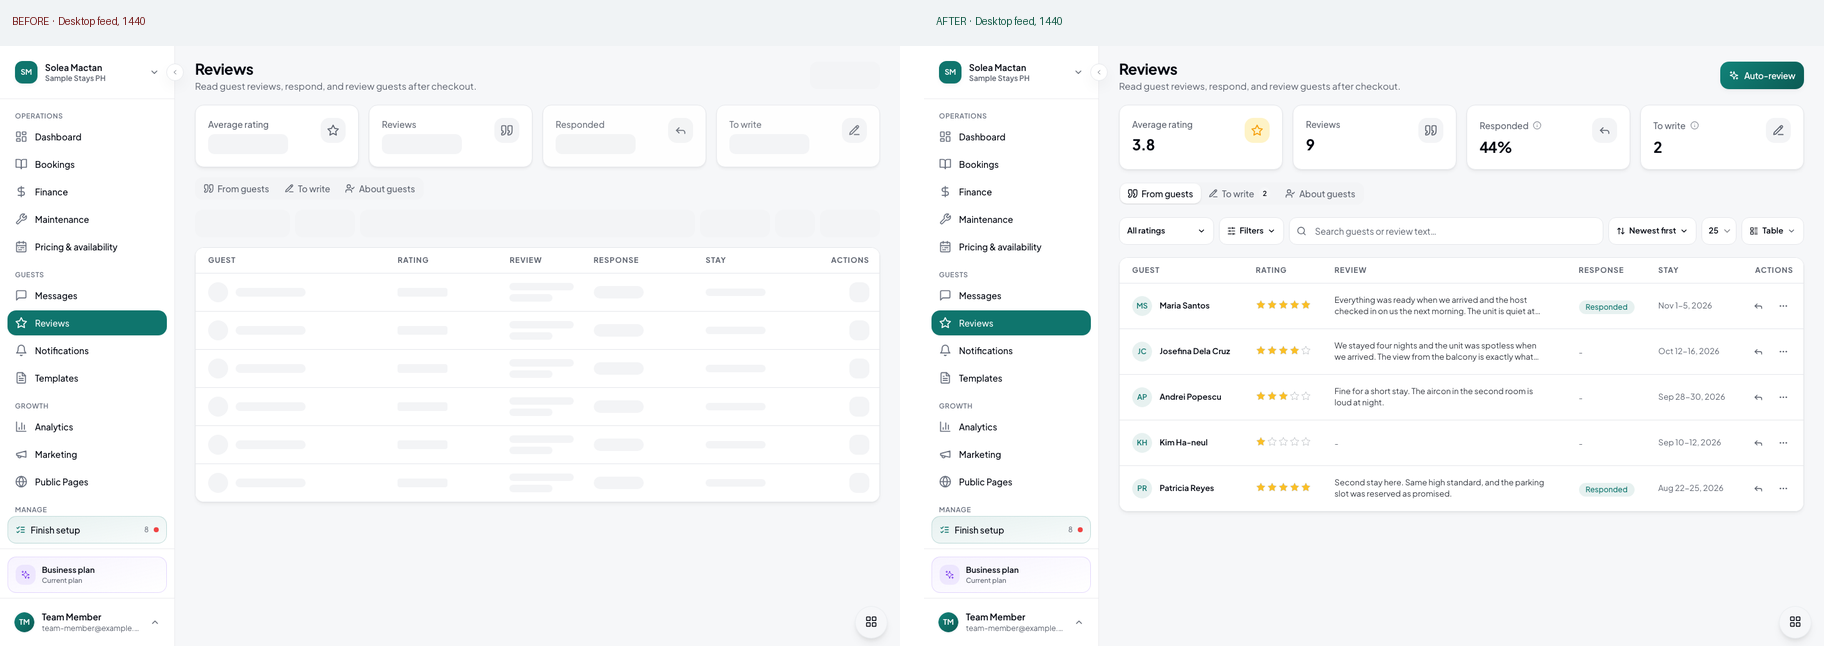 BEFORE · Desktop feed, 1440
SM
Solea Mactan
Sample Stays PH
OPERATIONS
Dashboard
Bookings
Finance
Maintenance
Pricing & availability
GUESTS
Messages
Reviews
Notifications
Templates
GROWTH
Analytics
Marketing
Public Pages
MANAGE
Finish setup 8
Business plan
Current plan
TM
Team Member
team-member@example....
Reviews
Read guest reviews, respond, and review guests after checkout.
Average rating
Reviews
Responded
To write
From guests To write About guests
GUEST RATING REVIEW RESPONSE STAY ACTIONS
AFTER · Desktop feed, 1440
SM
Solea Mactan
Sample Stays PH
OPERATIONS
Dashboard
Bookings
Finance
Maintenance
Pricing & availability
GUESTS
Messages
Reviews
Notifications
Templates
GROWTH
Analytics
Marketing
Public Pages
MANAGE
Finish setup 8
Business plan
Current plan
TM
Team Member
team-member@example....
Reviews
Read guest reviews, respond, and review guests after checkout.
Auto-review
Average rating
3.8
Reviews
9
Responded
44%
To write
2
From guests To write 2 About guests
All ratings Filters Search guests or review text... Newest first 25 Table
GUEST RATING REVIEW RESPONSE STAY ACTIONS
MS Maria Santos
Everything was ready when we arrived and the host
checked in on us the next morning. The unit is quiet at...
Responded Nov 1–5, 2026
JC Josefina Dela Cruz
We stayed four nights and the unit was spotless when
we arrived. The view from the balcony is exactly what...
- Oct 12–16, 2026
AP Andrei Popescu
Fine for a short stay. The aircon in the second room is
loud at night.
- Sep 28–30, 2026
KH Kim Ha-neul - - Sep 10–12, 2026
PR Patricia Reyes
Second stay here. Same high standard, and the parking
slot was reserved as promised.
Responded Aug 22–25, 2026